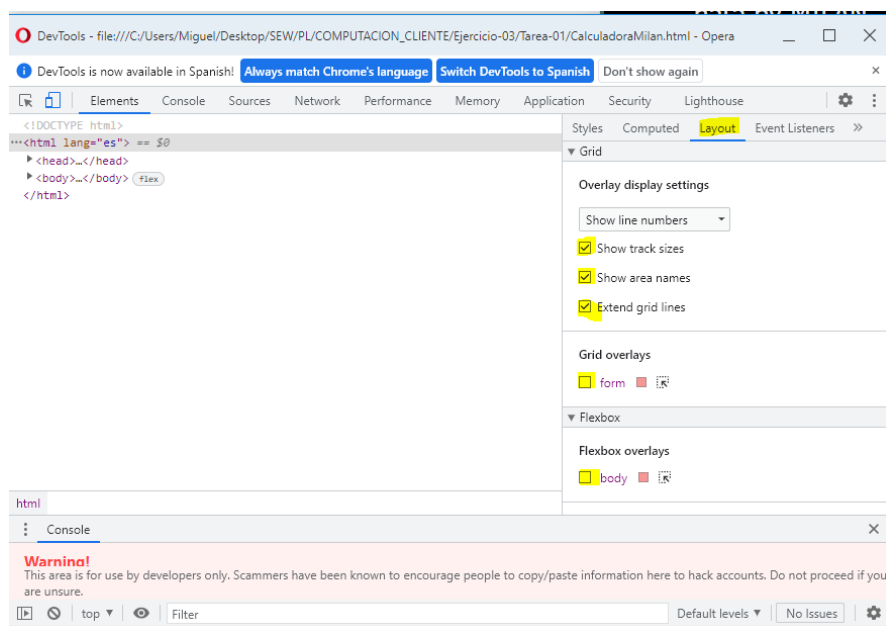 DevTools - file:///C:/Users/Miguel/Desktop/SEW/PL/COMPUTACION_CLIENTE/Ejercicio-03/Tarea-01/CalculadoraMilan.html - Opera
DevTools is now available in Spanish! Always match Chrome's language Switch DevTools to Spanish Don't show again
Elements Console Sources Network Performance Memory Application Security Lighthouse
<!DOCTYPE html>
Styles Computed Layout Event Listeners »
…<html lang="es"> == $0
Grid
<head>…</head>
<body>…</body> flex
Overlay display settings
</html>
Show line numbers
Show track sizes
Show area names
Extend grid lines
Grid overlays
form
Flexbox
Flexbox overlays
body
html
Console
Warning!
This area is for use by developers only. Scammers have been known to encourage people to copy/paste information here to hack accounts. Do not proceed if you
are unsure.
top Filter Default levels No Issues